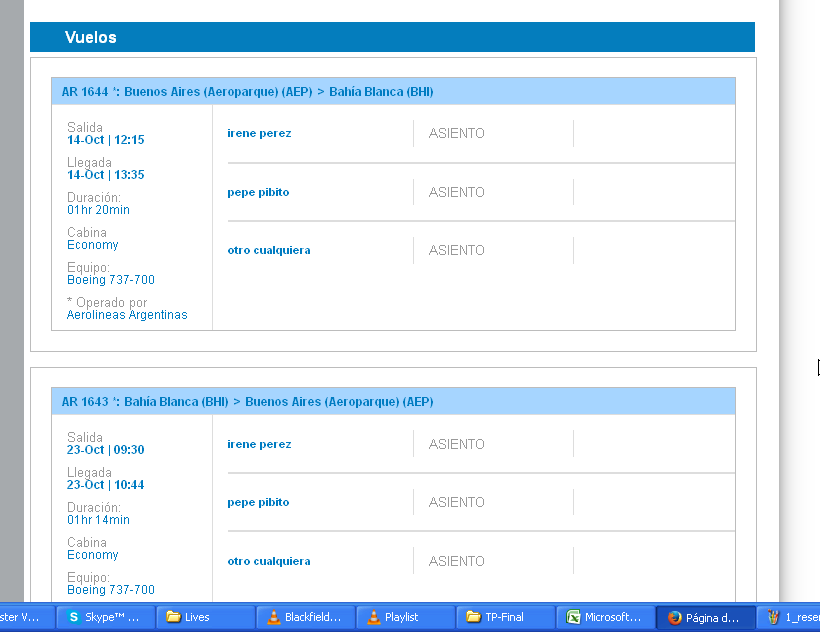 Vuelos
AR 1644 *: Buenos Aires (Aeroparque) (AEP) > Bahía Blanca (BHI)
Salida
14-Oct | 12:15
Llegada
14-Oct | 13:35
Duración:
01hr 20min
Cabina
Economy
Equipo:
Boeing 737-700
* Operado por
Aerolineas Argentinas
irene perez ASIENTO
pepe pibito ASIENTO
otro cualquiera ASIENTO
AR 1643 *: Bahía Blanca (BHI) > Buenos Aires (Aeroparque) (AEP)
Salida
23-Oct | 09:30
Llegada
23-Oct | 10:44
Duración:
01hr 14min
Cabina
Economy
Equipo:
Boeing 737-700
irene perez ASIENTO
pepe pibito ASIENTO
otro cualquiera ASIENTO
ster V... Skype™ ... Lives Blackfield... Playlist TP-Final Microsoft... Página d... 1_rese